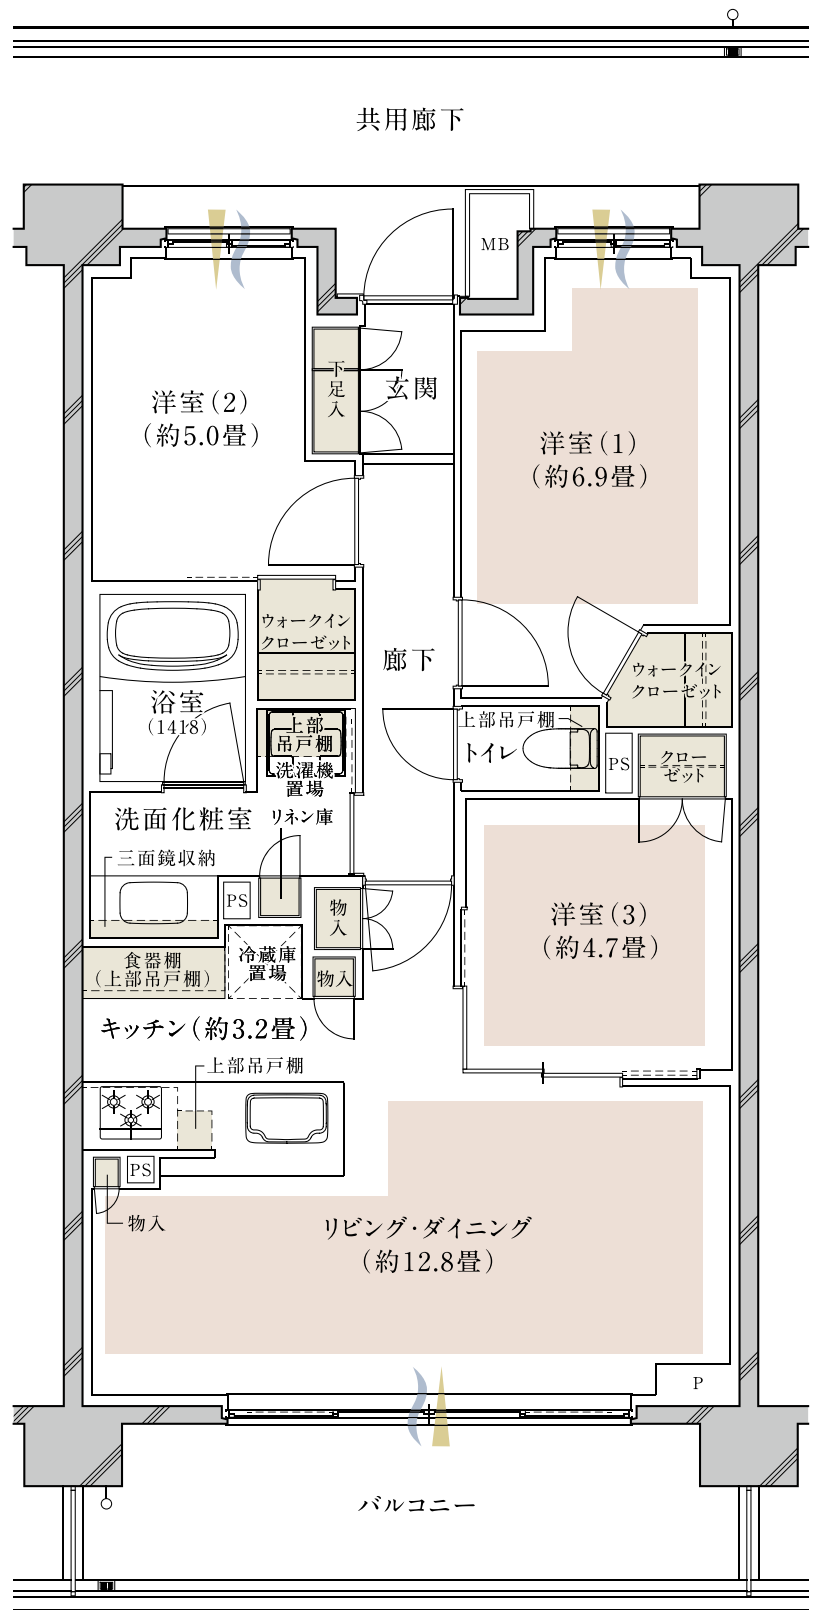 共用廊下
MB
洋室（2）
（約5.0畳）
下足入
玄関
洋室（1）
（約6.9畳）
ウォークイン
クローゼット
廊下
ウォークイン
クローゼット
浴室
（1418）
上部
吊戸棚
洗濯機
置場
上部吊戸棚
トイレ
PS
クロー
ゼット
洗面化粧室
リネン庫
三面鏡収納
PS
物入
洋室（3）
（約4.7畳）
食器棚
（上部吊戸棚）
冷蔵庫
置場
物入
キッチン（約3.2畳）
上部吊戸棚
PS
物入
リビング・ダイニング
（約12.8畳）
P
バルコニー